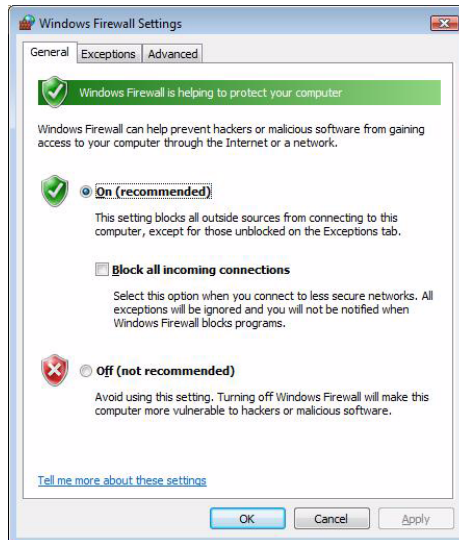 Windows Firewall Settings
General Exceptions Advanced
Windows Firewall is helping to protect your computer
Windows Firewall can help prevent hackers or malicious software from gaining
access to your computer through the Internet or a network.
On (recommended)
This setting blocks all outside sources from connecting to this
computer, except for those unblocked on the Exceptions tab.
Block all incoming connections
Select this option when you connect to less secure networks. All
exceptions will be ignored and you will not be notified when
Windows Firewall blocks programs.
Off (not recommended)
Avoid using this setting. Turning off Windows Firewall will make this
computer more vulnerable to hackers or malicious software.
Tell me more about these settings
OK Cancel Apply